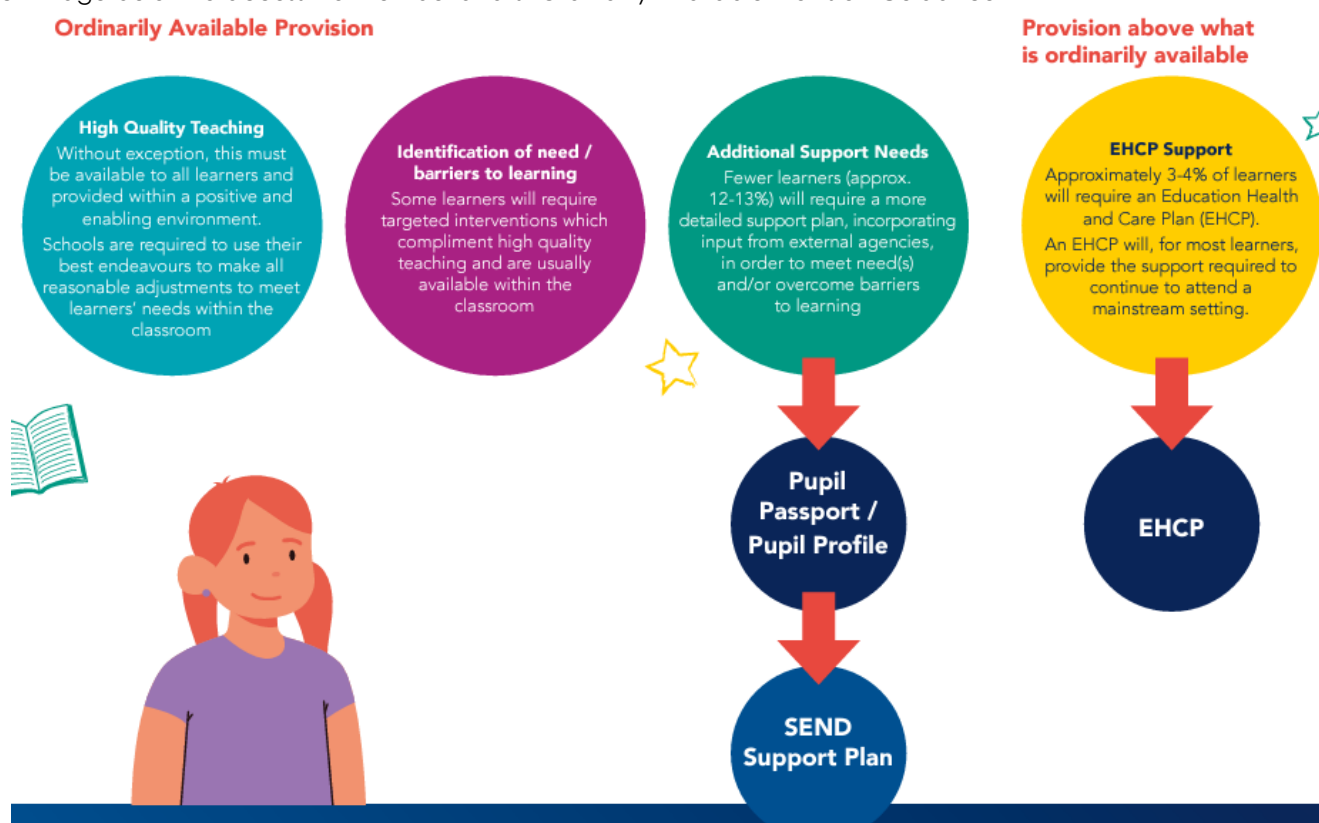 Ordinarily Available Provision
Provision above what
is ordinarily available
High Quality Teaching
Without exception, this must
be available to all learners and
provided within a positive and
enabling environment.
Schools are required to use their
best endeavours to make all
reasonable adjustments to meet
learners' needs within the
classroom
Identification of need /
barriers to learning
Some learners will require
targeted interventions which
compliment high quality
teaching and are usually
available within the
classroom
Additional Support Needs
Fewer learners (approx.
12-13%) will require a more
detailed support plan, incorporating
input from external agencies,
in order to meet need(s)
and/or overcome barriers
to learning
EHCP Support
Approximately 3-4% of learners
will require an Education Health
and Care Plan (EHCP).
An EHCP will, for most learners,
provide the support required to
continue to attend a
mainstream setting.
Pupil
Passport /
Pupil Profile
EHCP
SEND
Support Plan